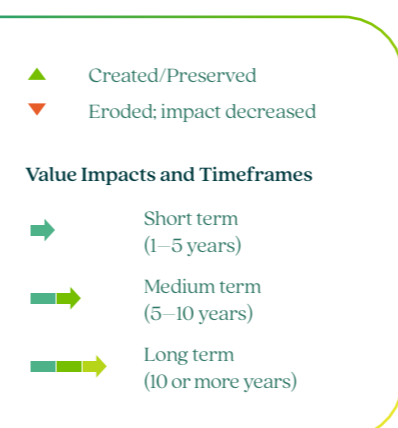 Created/Preserved
Eroded; impact decreased
Value Impacts and Timeframes
Short term
(1–5 years)
Medium term
(5–10 years)
Long term
(10 or more years)